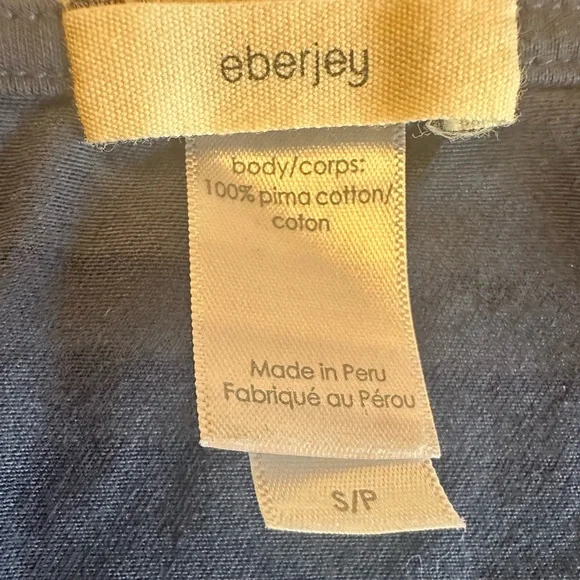 eberjey
body/corps:
100% pima cotton/
coton
Made in Peru
Fabriqué au Pérou
S/P